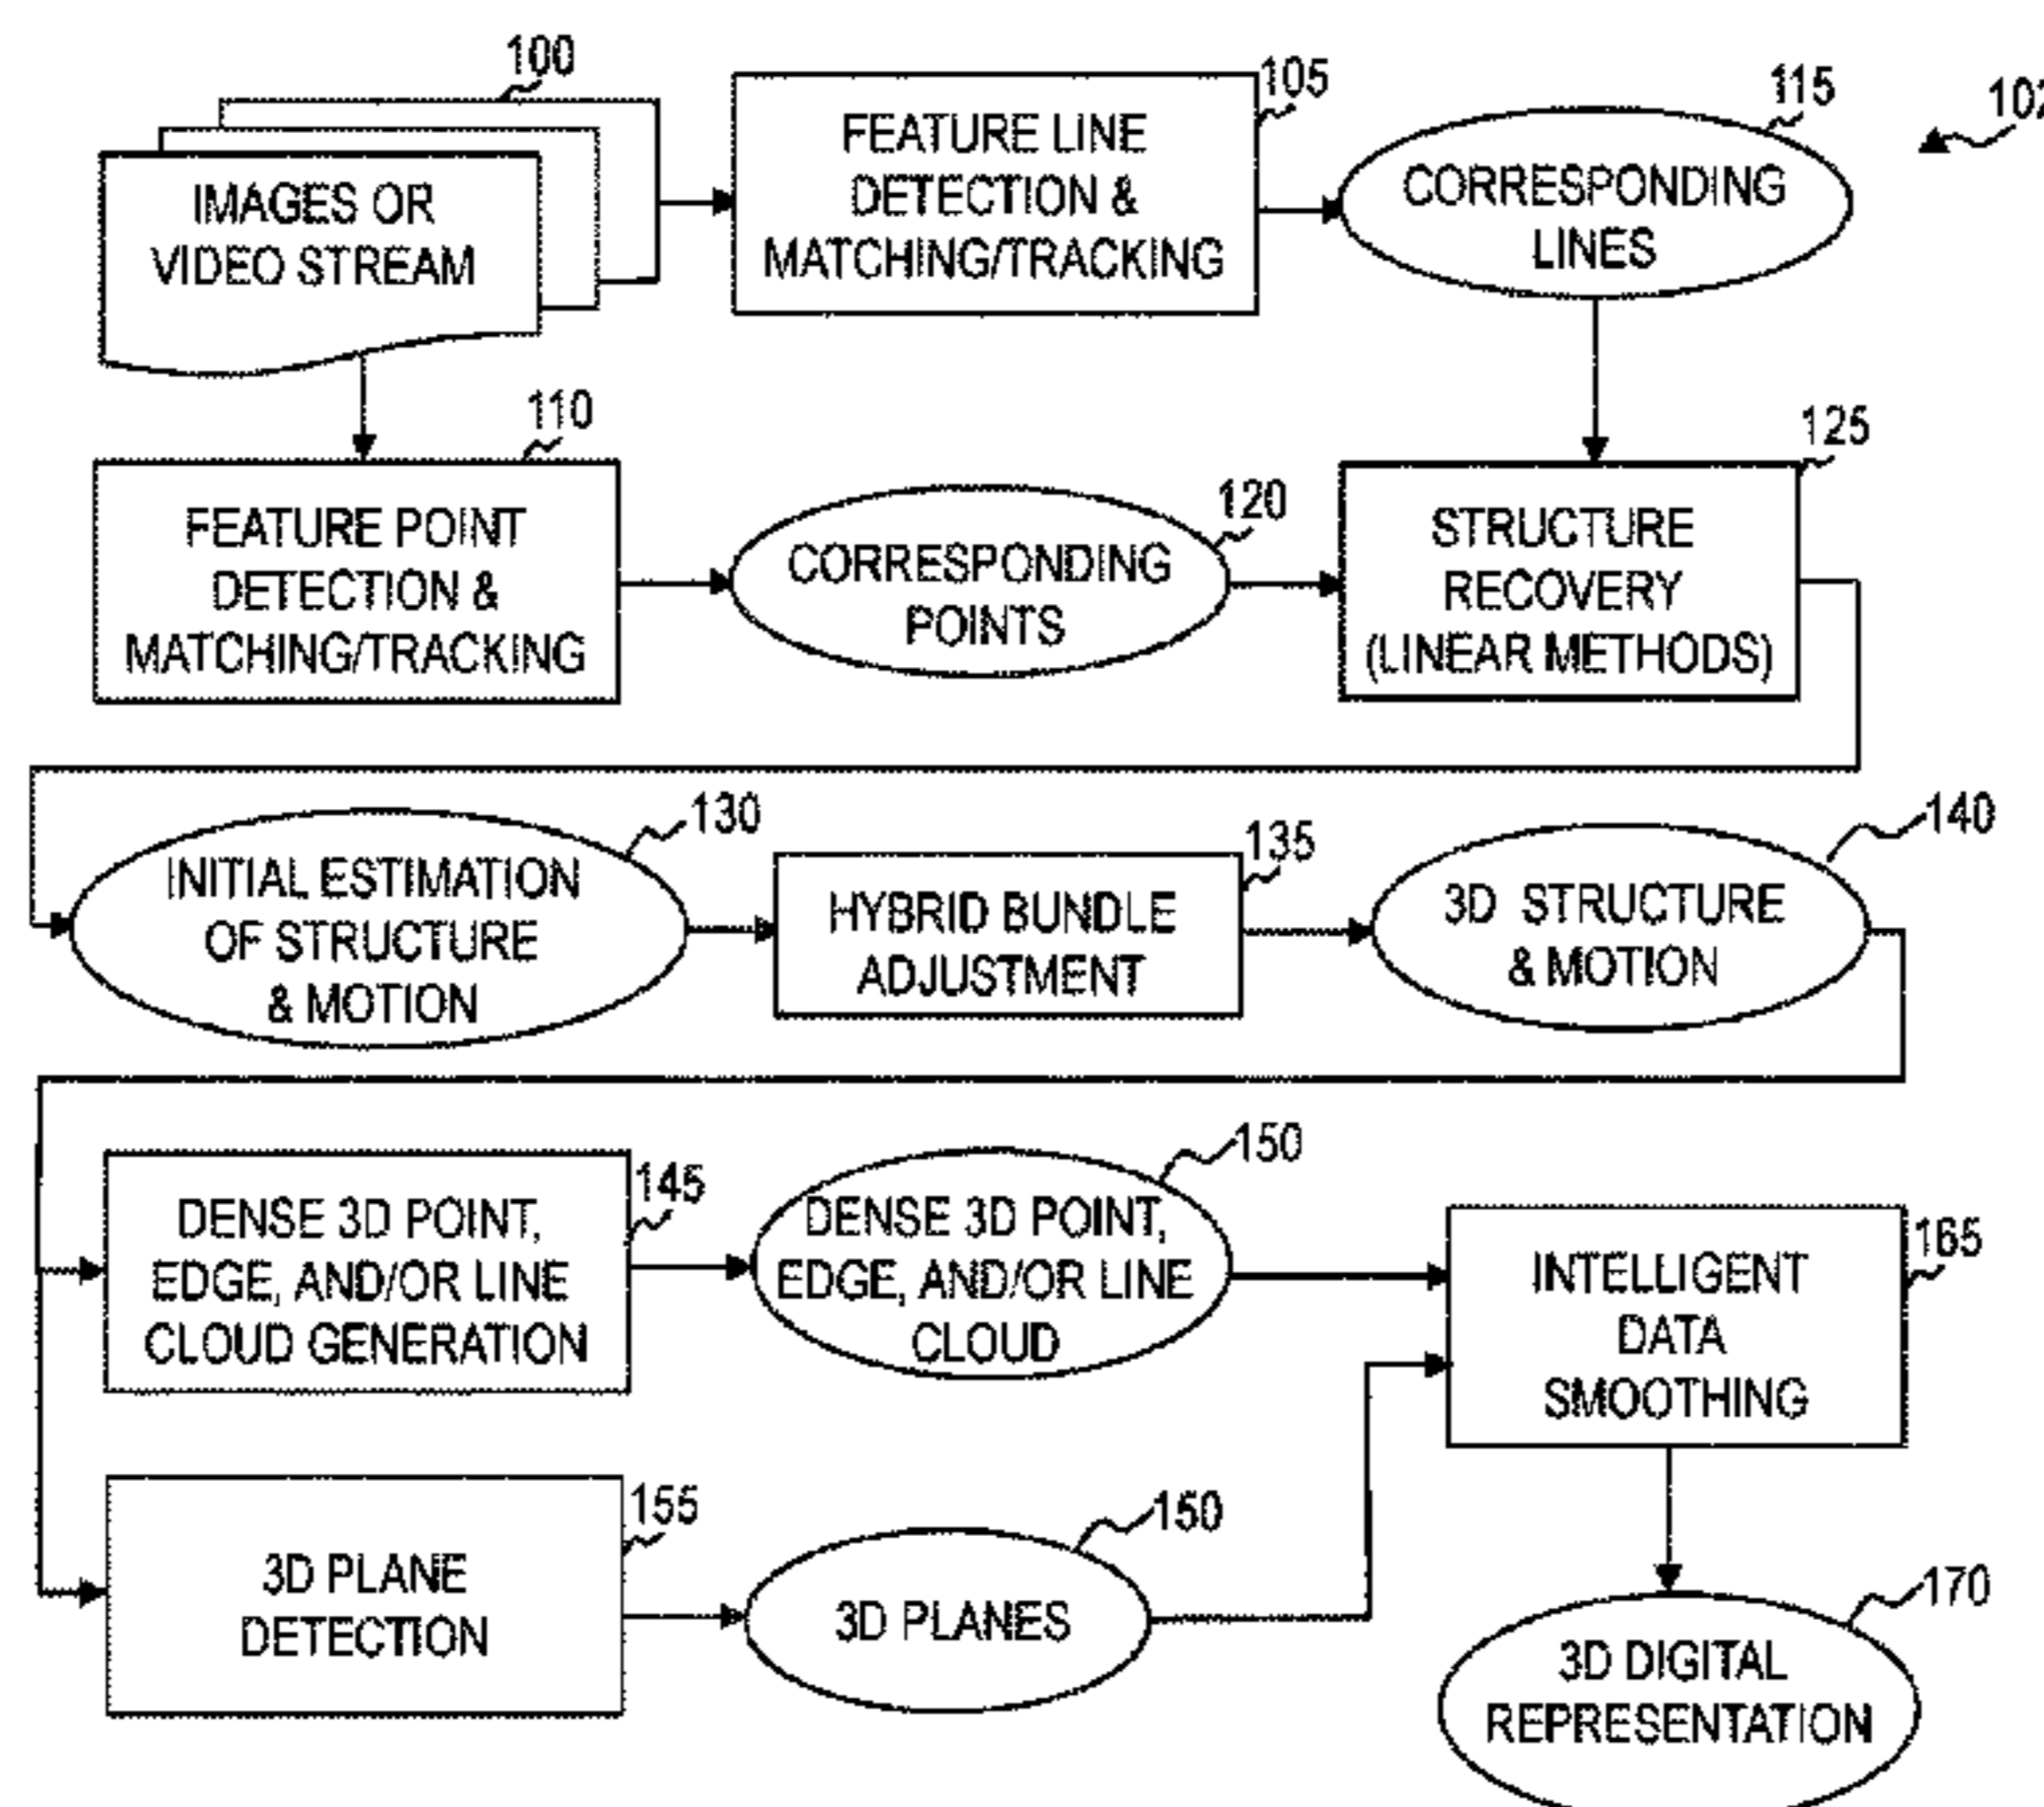 100
105
115
102
IMAGES OR
VIDEO STREAM
FEATURE LINE
DETECTION &
MATCHING/TRACKING
CORRESPONDING
LINES
110
120
125
FEATURE POINT
DETECTION &
MATCHING/TRACKING
CORRESPONDING
POINTS
STRUCTURE
RECOVERY
(LINEAR METHODS)
130
135
140
INITIAL ESTIMATION
OF STRUCTURE
& MOTION
HYBRID BUNDLE
ADJUSTMENT
3D STRUCTURE
& MOTION
145
150
165
DENSE 3D POINT,
EDGE, AND/OR LINE
CLOUD GENERATION
DENSE 3D POINT,
EDGE, AND/OR LINE
CLOUD
INTELLIGENT
DATA
SMOOTHING
155
150
170
3D PLANE
DETECTION
3D PLANES
3D DIGITAL
REPRESENTATION